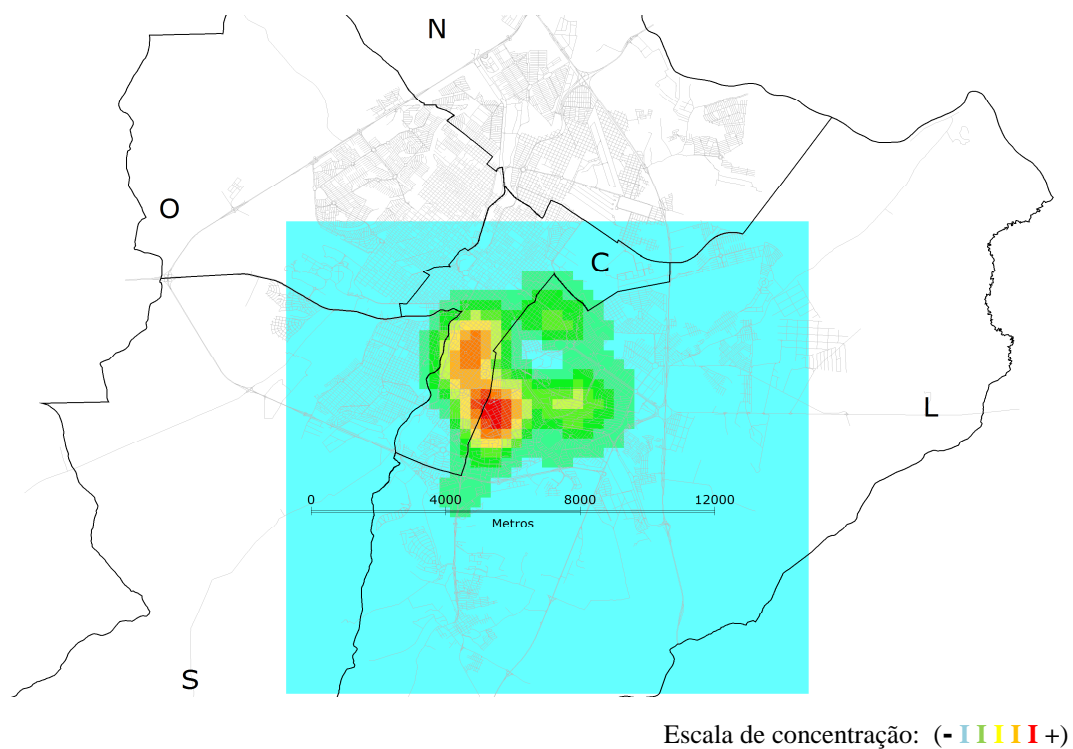 N
O
C
L
0 4000 8000 12000
Metros
S
Escala de concentração: (- I I I I I +)